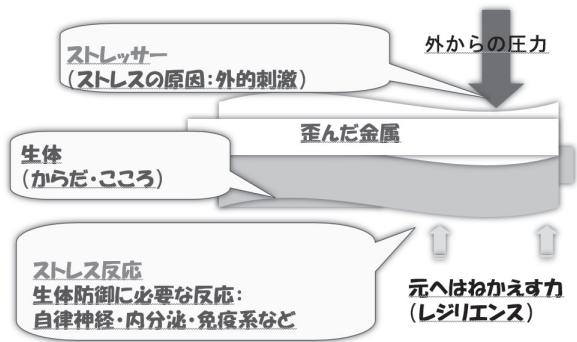 ストレッサー
（ストレスの原因：外的刺激）
外からの圧力
歪んだ金属
生体
（からだ・こころ）
ストレス反応
生体防御に必要な反応：
自律神経・内分泌・免疫系など
元へはねかえす力
（レジリエンス）